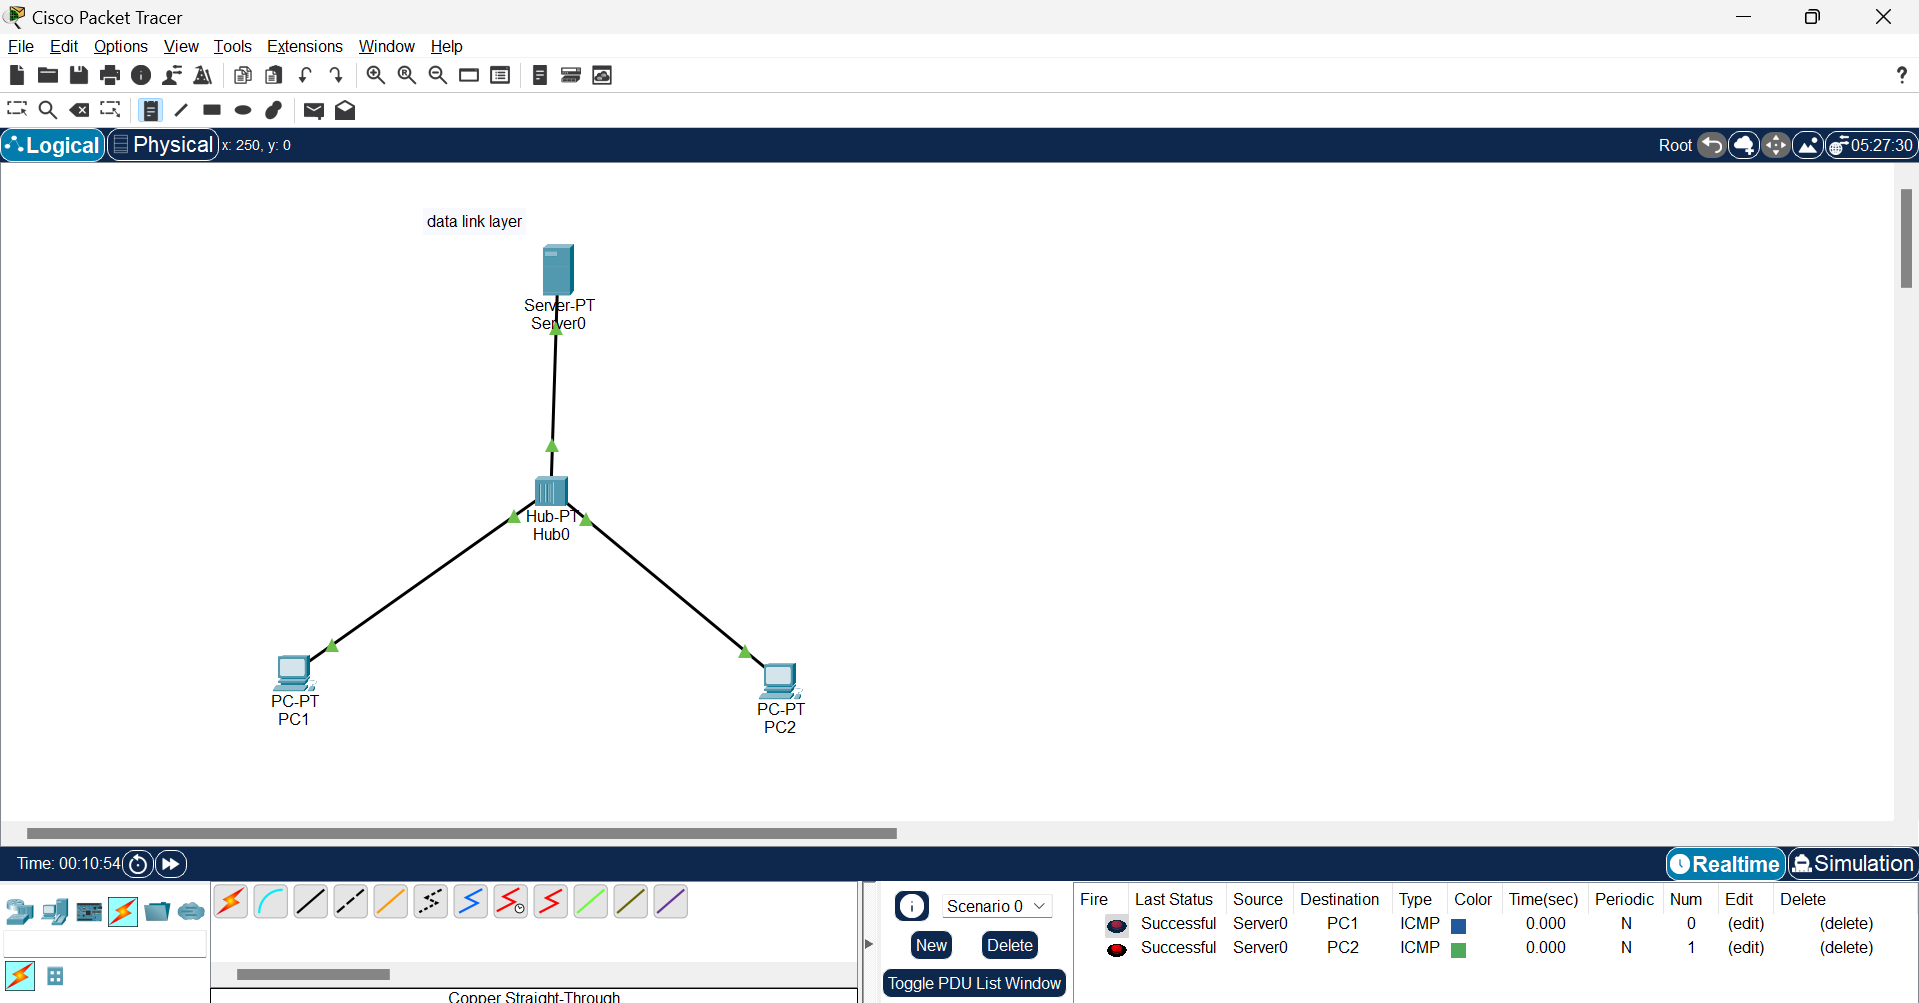 Cisco Packet Tracer
File Edit Options View Tools Extensions Window Help
Logical Physical x: 250, y: 0 Root 05:27:30
data link layer
Server-PT
Server0
Hub-PT
Hub0
PC-PT
PC1
PC-PT
PC2
Time: 00:10:54 Realtime Simulation
Scenario 0
New Delete
Toggle PDU List Window
Copper Straight-Through
Fire Last Status Source Destination Type Color Time(sec) Periodic Num Edit Delete
Successful Server0 PC1 ICMP 0.000 N 0 (edit) (delete)
Successful Server0 PC2 ICMP 0.000 N 1 (edit) (delete)